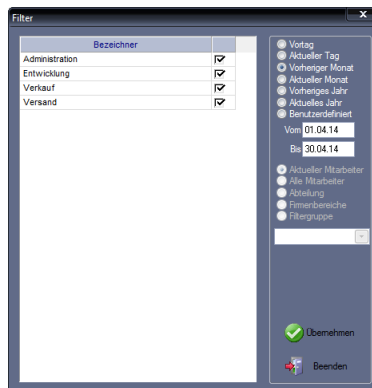 Filter
x
Bezeichner
Administration
Entwicklung
Verkauf
Versand
Vortag
Aktueller Tag
Vorheriger Monat
Aktueller Monat
Vorheriges Jahr
Aktuelles Jahr
Benutzerdefiniert
Vom 01.04.14
Bis 30.04.14
Aktueller Mitarbeiter
Alle Mitarbeiter
Abteilung
Firmenbereiche
Filtergruppe
Übernehmen
Beenden